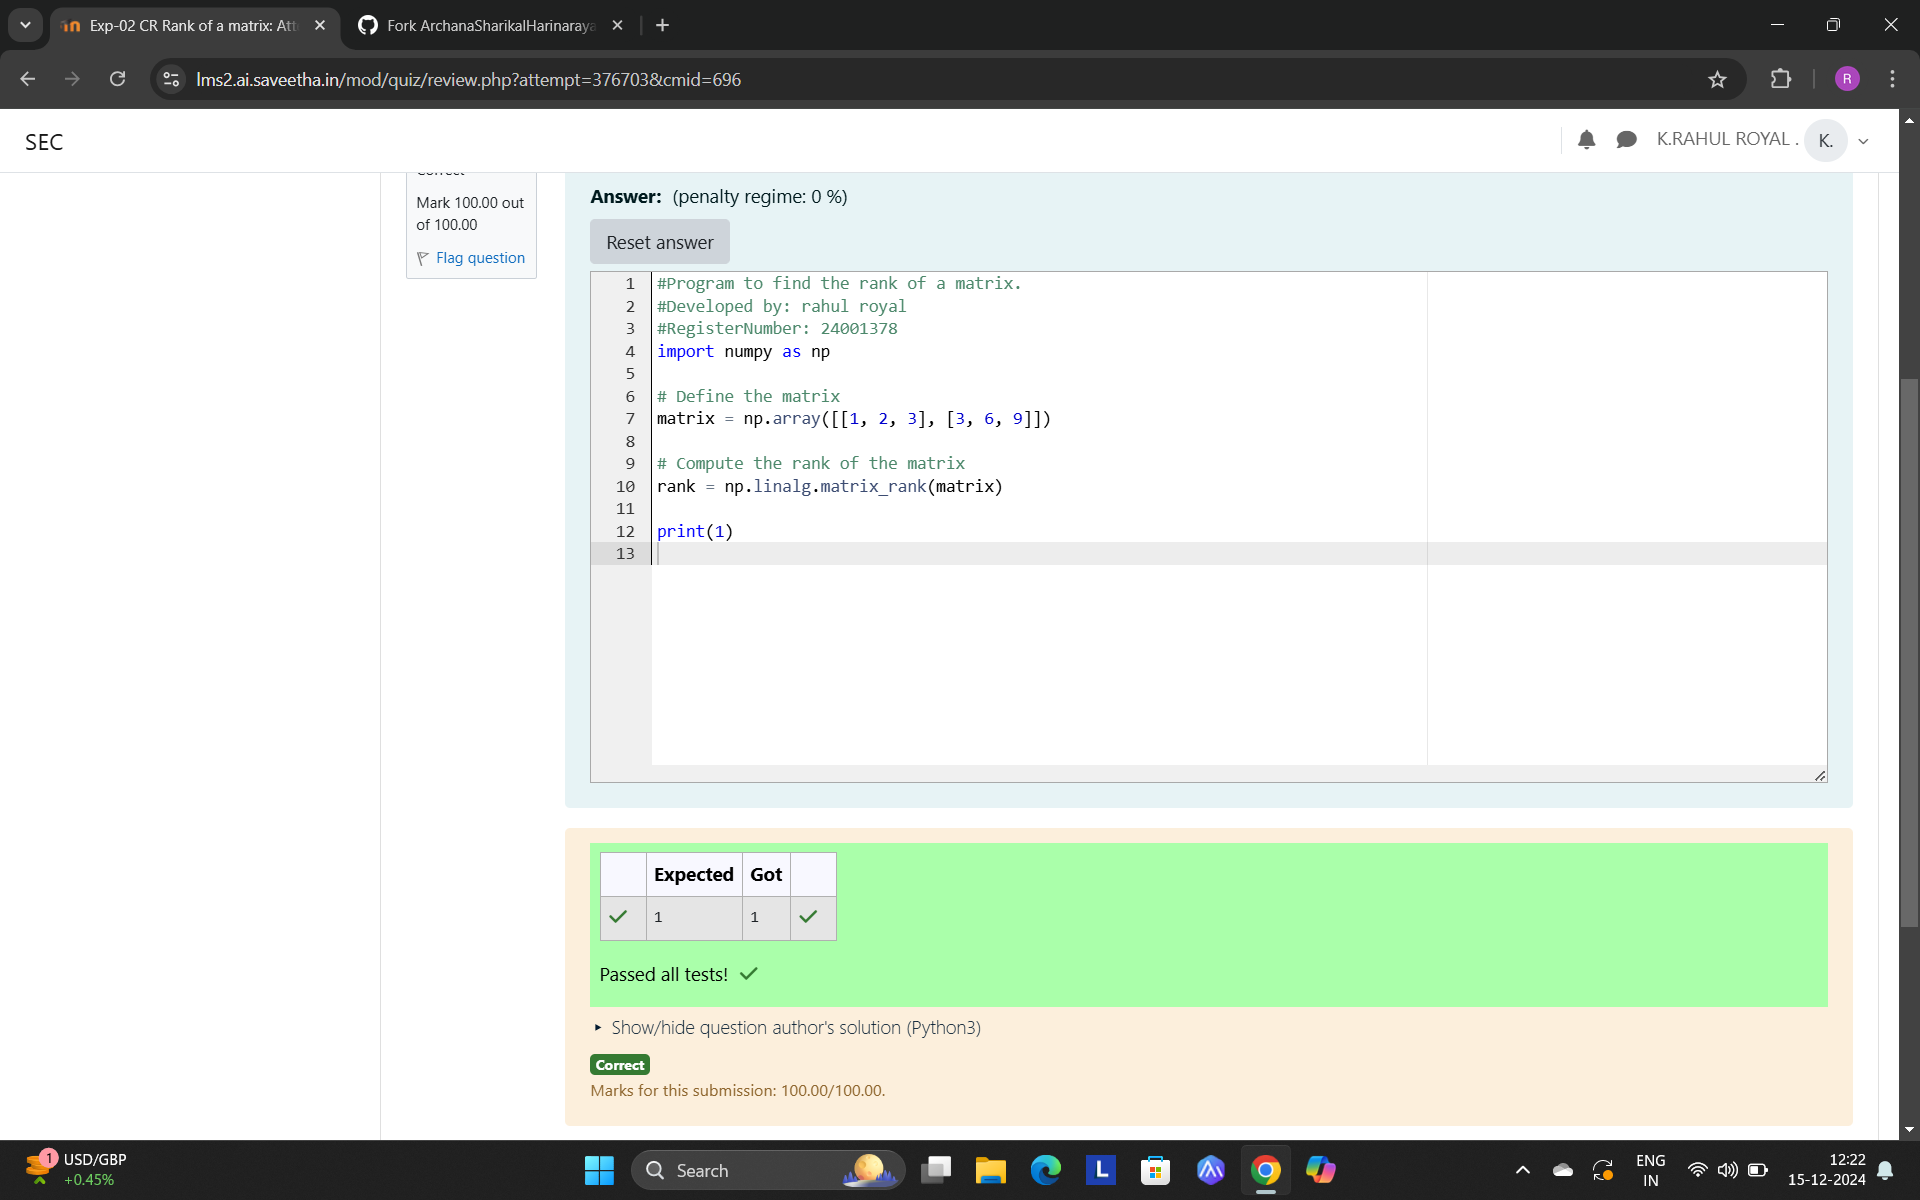 Exp-02 CR Rank of a matrix: Att
Fork ArchanaSharikalHarinaraya
lms2.ai.saveetha.in/mod/quiz/review.php?attempt=376703&cmid=696
R
SEC
K.RAHUL ROYAL .
K.
Correct
Mark 100.00 out
of 100.00
Flag question
Answer: (penalty regime: 0 %)
Reset answer
1 #Program to find the rank of a matrix.
2 #Developed by: rahul royal
3 #RegisterNumber: 24001378
4 import numpy as np
5
6 # Define the matrix
7 matrix = np.array([[1, 2, 3], [3, 6, 9]])
8
9 # Compute the rank of the matrix
10 rank = np.linalg.matrix_rank(matrix)
11
12 print(1)
13
Expected Got
1 1
Passed all tests!
Show/hide question author's solution (Python3)
Correct
Marks for this submission: 100.00/100.00.
1
USD/GBP
+0.45%
Search
L
ENG
IN
12:22
15-12-2024